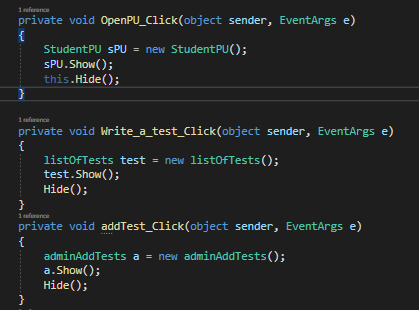 1 reference
private void OpenPU_Click(object sender, EventArgs e)
{
StudentPU sPU = new StudentPU();
sPU.Show();
this.Hide();
}
1 reference
private void Write_a_test_Click(object sender, EventArgs e)
{
listOfTests test = new listOfTests();
test.Show();
Hide();
}
1 reference
private void addTest_Click(object sender, EventArgs e)
{
adminAddTests a = new adminAddTests();
a.Show();
Hide();
}